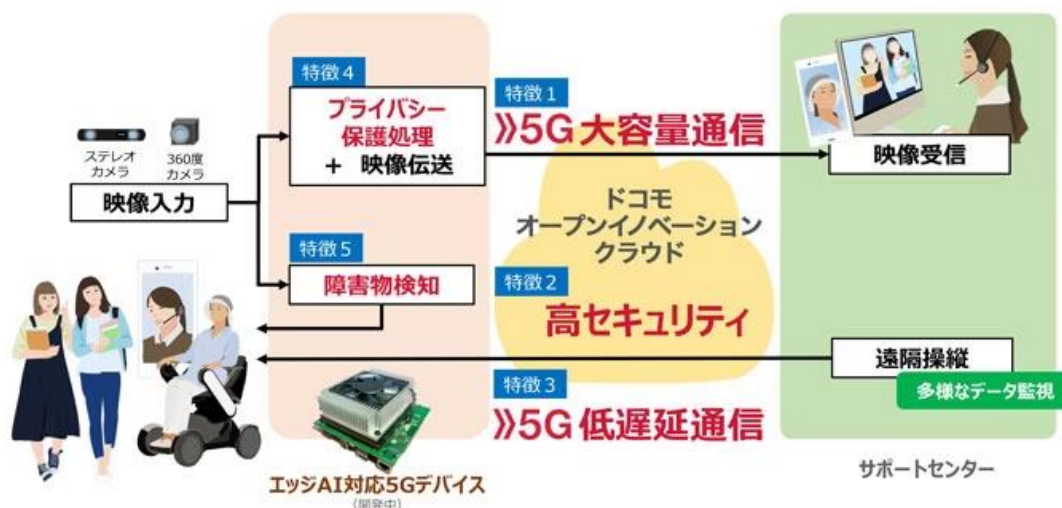 特徴4
プライバシー
保護処理
+ 映像伝送
特徴1
》5G 大容量通信
映像受信
ステレオ
カメラ
360度
カメラ
映像入力
ドコモ
オープンイノベーション
クラウド
特徴5
障害物検知
特徴2
高セキュリティ
遠隔操縦
多様なデータ監視
特徴3
》5G 低遅延通信
サポートセンター
エッジAI対応5Gデバイス
(開発中)